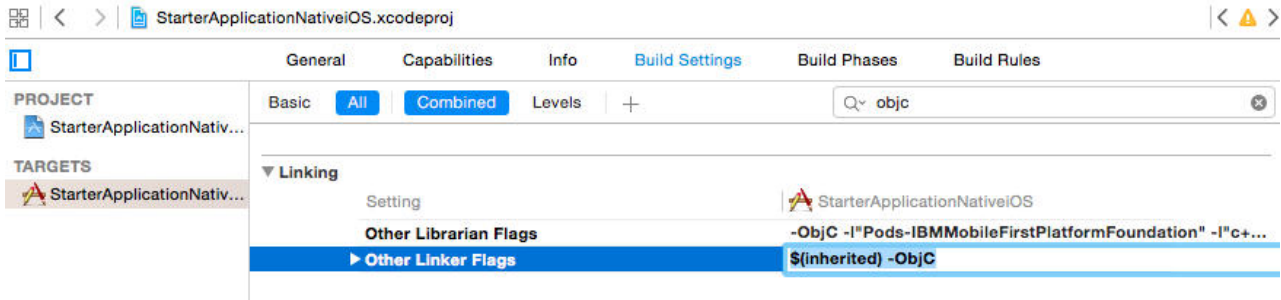 StarterApplicationNativeiOS.xcodeproj
General Capabilities Info Build Settings Build Phases Build Rules
PROJECT
StarterApplicationNativ...
TARGETS
StarterApplicationNativ...
Basic All Combined Levels + objc
Linking
Setting StarterApplicationNativeiOS
Other Librarian Flags -ObjC -l"Pods-IBMMobileFirstPlatformFoundation" -l"c+...
Other Linker Flags $(inherited) -ObjC